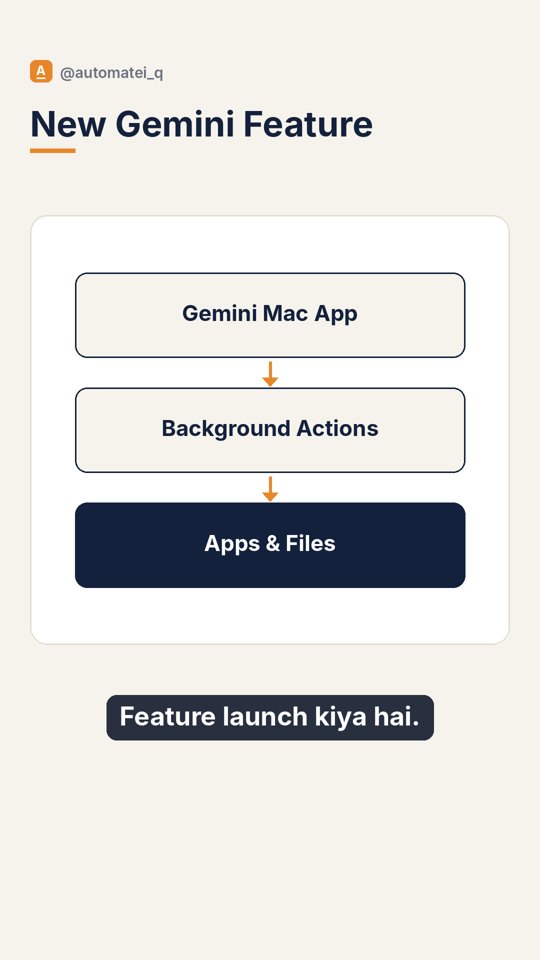 A
@automatei_q
New Gemini Feature
Gemini Mac App
Background Actions
Apps & Files
Feature launch kiya hai.